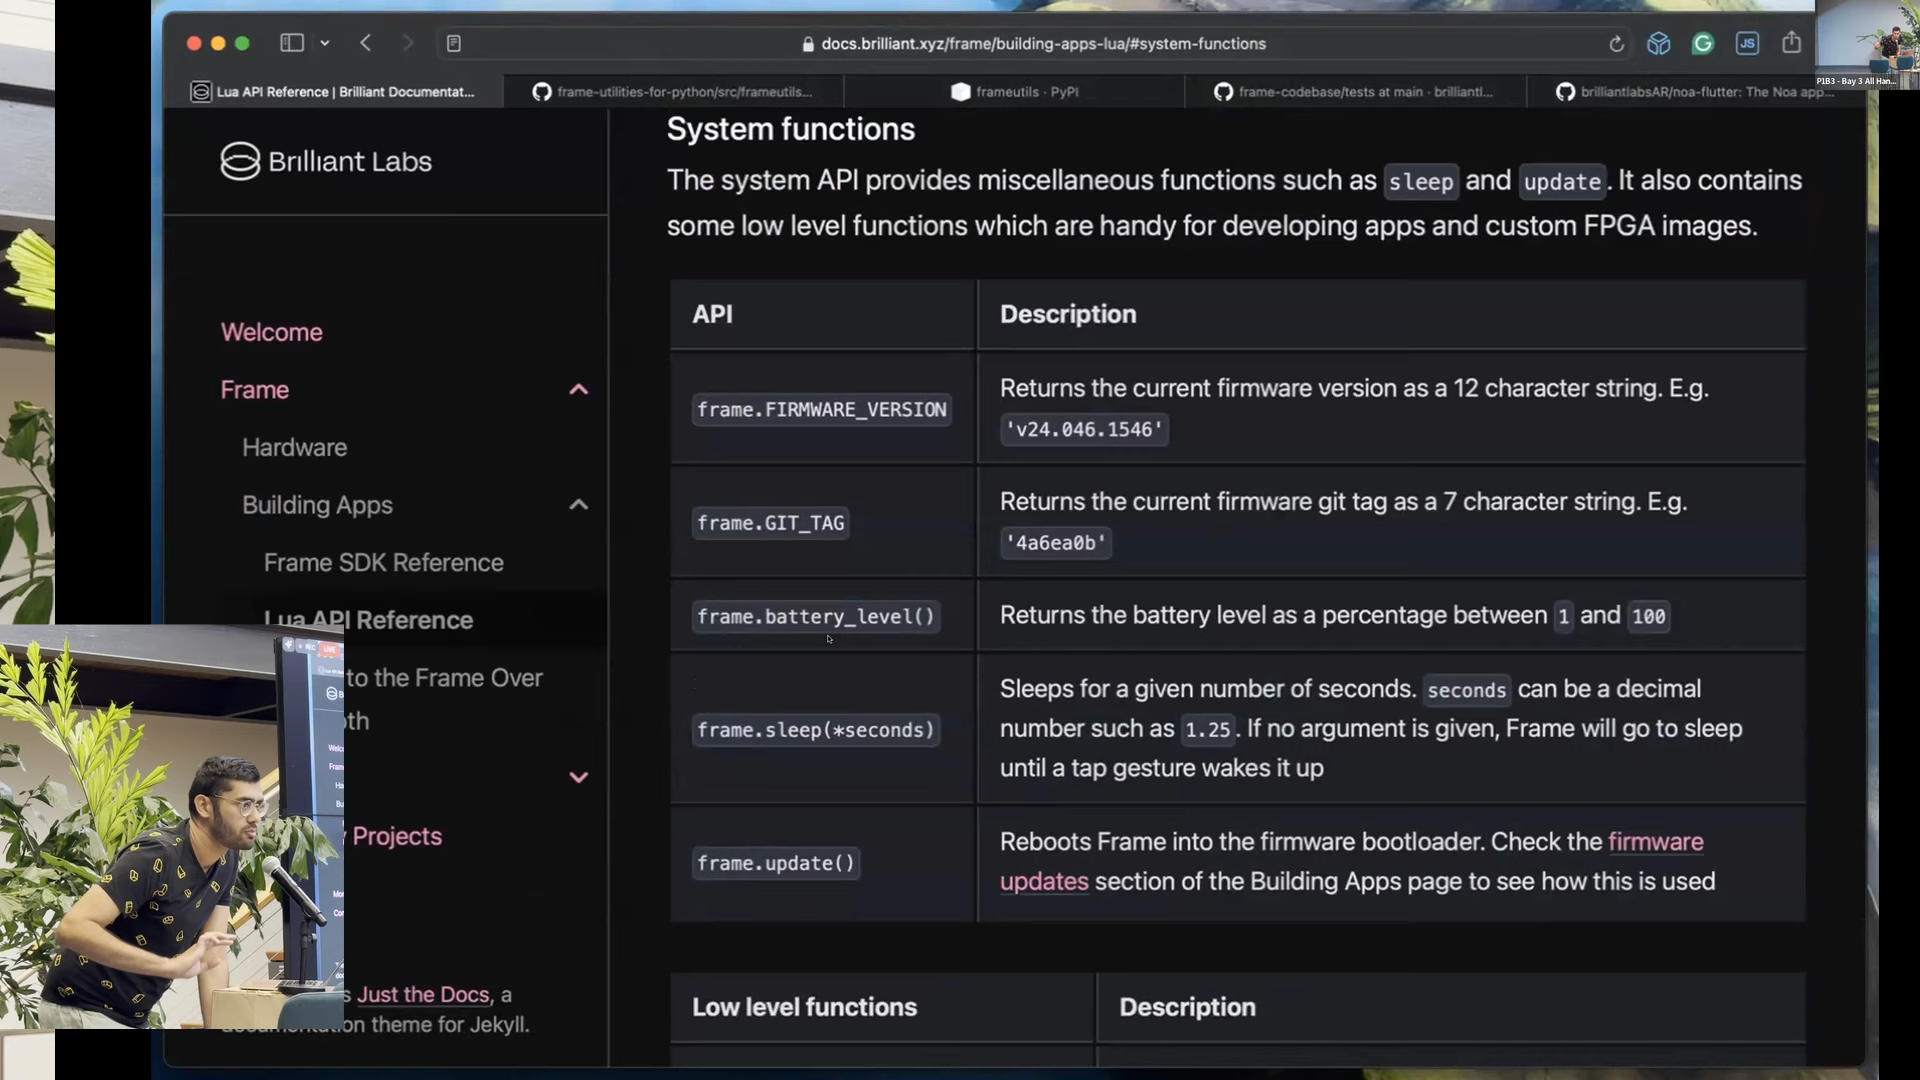 docs.brilliant.xyz/frame/building-apps-lua/#system-functions
JS
P1B3 - Bay 3 All Han...
Lua API Reference | Brilliant Documentat...
frame-utilities-for-python/src/frameutils...
frameutils · PyPI
frame-codebase/tests at main · brilliantl...
brilliantlabsAR/noa-flutter: The Noa app...
Brilliant Labs
Welcome
Frame
Hardware
Building Apps
Frame SDK Reference
Lua API Reference
to the Frame Over
oth
Projects
Just the Docs, a
documentation theme for Jekyll.
System functions
The system API provides miscellaneous functions such as sleep and update. It also contains
some low level functions which are handy for developing apps and custom FPGA images.
API Description
frame.FIRMWARE_VERSION Returns the current firmware version as a 12 character string. E.g.
'v24.046.1546'
frame.GIT_TAG Returns the current firmware git tag as a 7 character string. E.g.
'4a6ea0b'
frame.battery_level() Returns the battery level as a percentage between 1 and 100
Sleeps for a given number of seconds. seconds can be a decimal
frame.sleep(*seconds) number such as 1.25. If no argument is given, Frame will go to sleep
until a tap gesture wakes it up
Reboots Frame into the firmware bootloader. Check the firmware
frame.update() updates section of the Building Apps page to see how this is used
Low level functions Description
REC LIVE